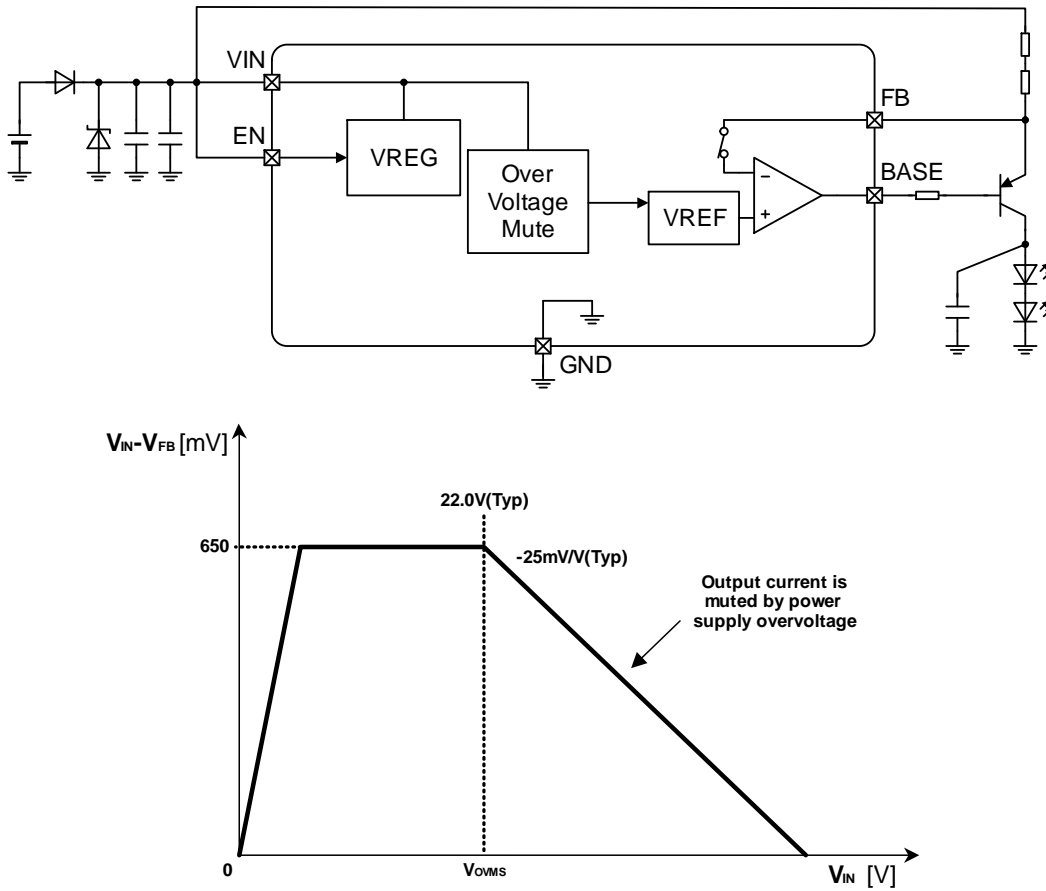 VIN
EN
VREG
Over
Voltage
Mute
VREF
−
+
FB
BASE
GND
VIN-VFB [mV]
22.0V(Typ)
650
-25mV/V(Typ)
Output current is
muted by power
supply overvoltage
0
VOVMS
VIN [V]